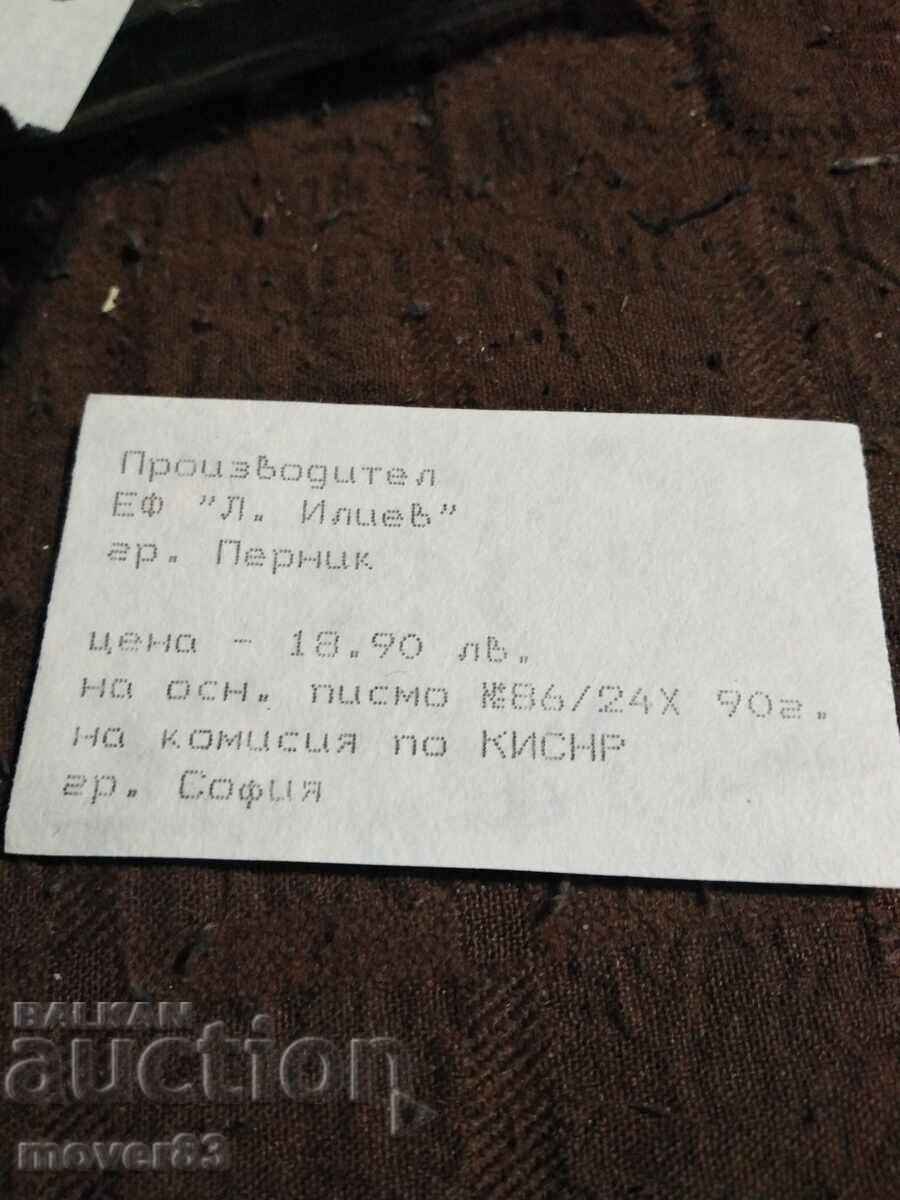 Производител
ЕФ "Л. Илиев"
гр. Перник
цена - 18.90 лв.
на осн. писмо №86/24X 90г.
на комисия по КИСНР
гр. София
BALKAN
auction
mover83